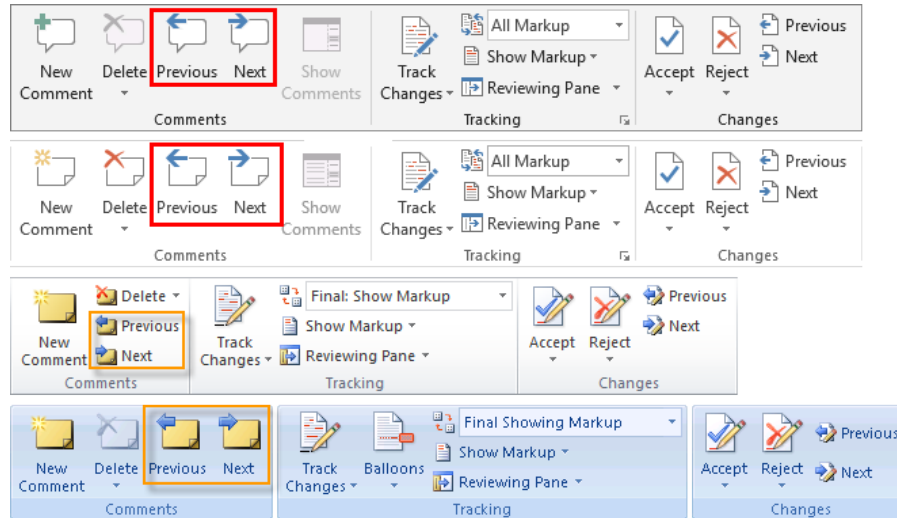 All Markup
Previous
Show Markup
Next
New Comment
Delete
Previous
Next
Show Comments
Track Changes
Reviewing Pane
Accept
Reject
Comments
Tracking
Changes
All Markup
Previous
Show Markup
Next
New Comment
Delete
Previous
Next
Show Comments
Track Changes
Reviewing Pane
Accept
Reject
Comments
Tracking
Changes
Delete
Final: Show Markup
Previous
Previous
Show Markup
Next
New Comment
Next
Track Changes
Reviewing Pane
Accept
Reject
Comments
Tracking
Changes
Final Showing Markup
Previous
Show Markup
New Comment
Delete
Previous
Next
Track Changes
Balloons
Reviewing Pane
Accept
Reject
Next
Comments
Tracking
Changes